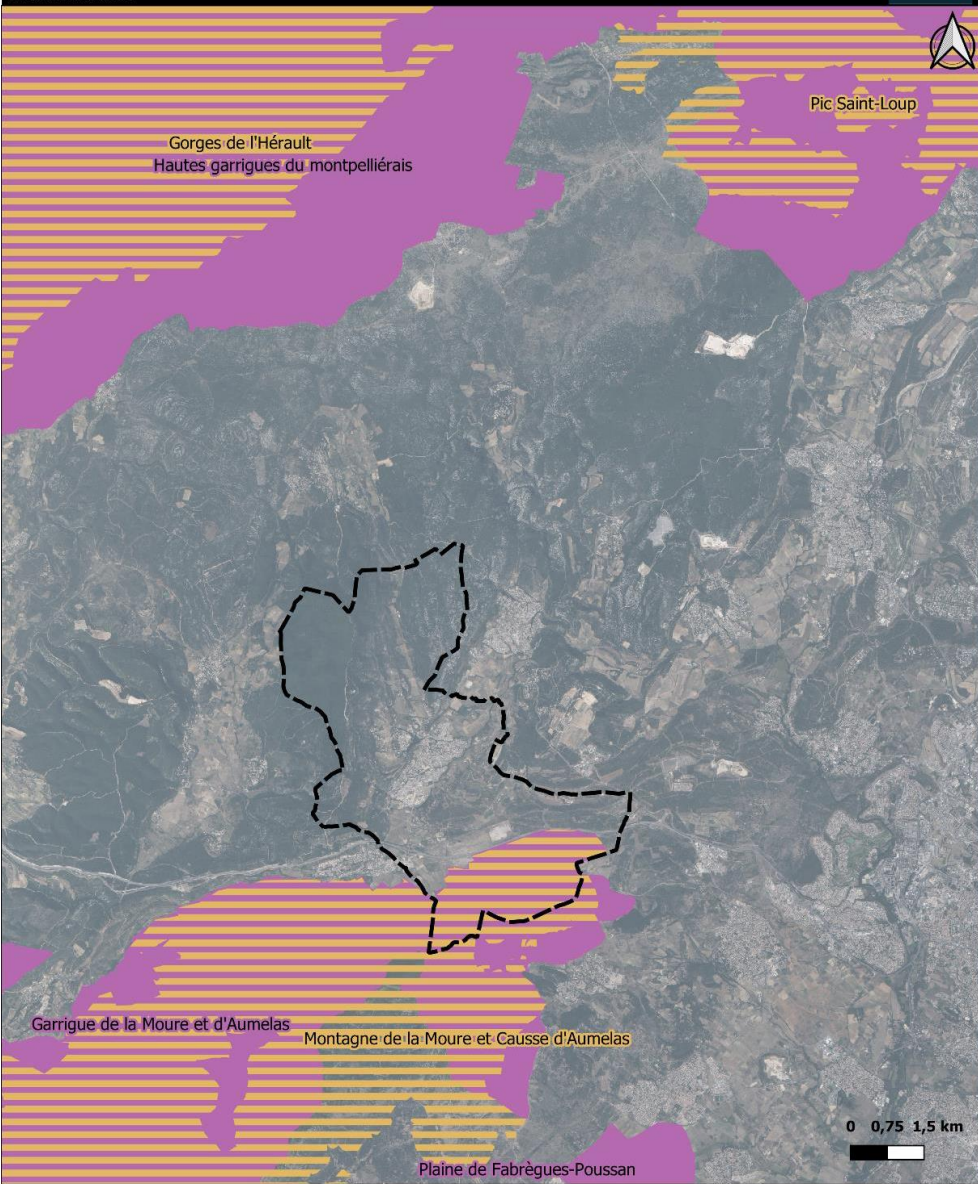 Pic Saint-Loup
Gorges de l'Hérault
Hautes garrigues du montpelliérais
Garrigue de la Moure et d'Aumelas
Montagne de la Moure et Causse d'Aumelas
0 0,75 1,5 km
Plaine de Fabrègues-Poussan